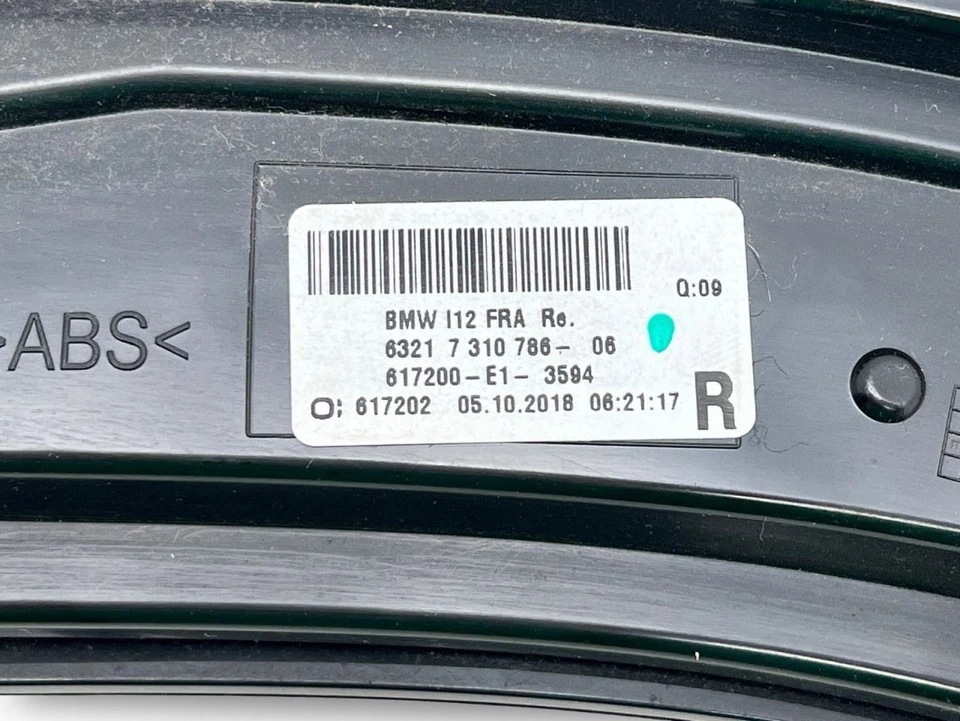 >ABS<
Q:09
BMW I12 FRA Re.
6321 7 310 786- 06
617200-E1- 3594
O: 617202 05.10.2018 06:21:17
R